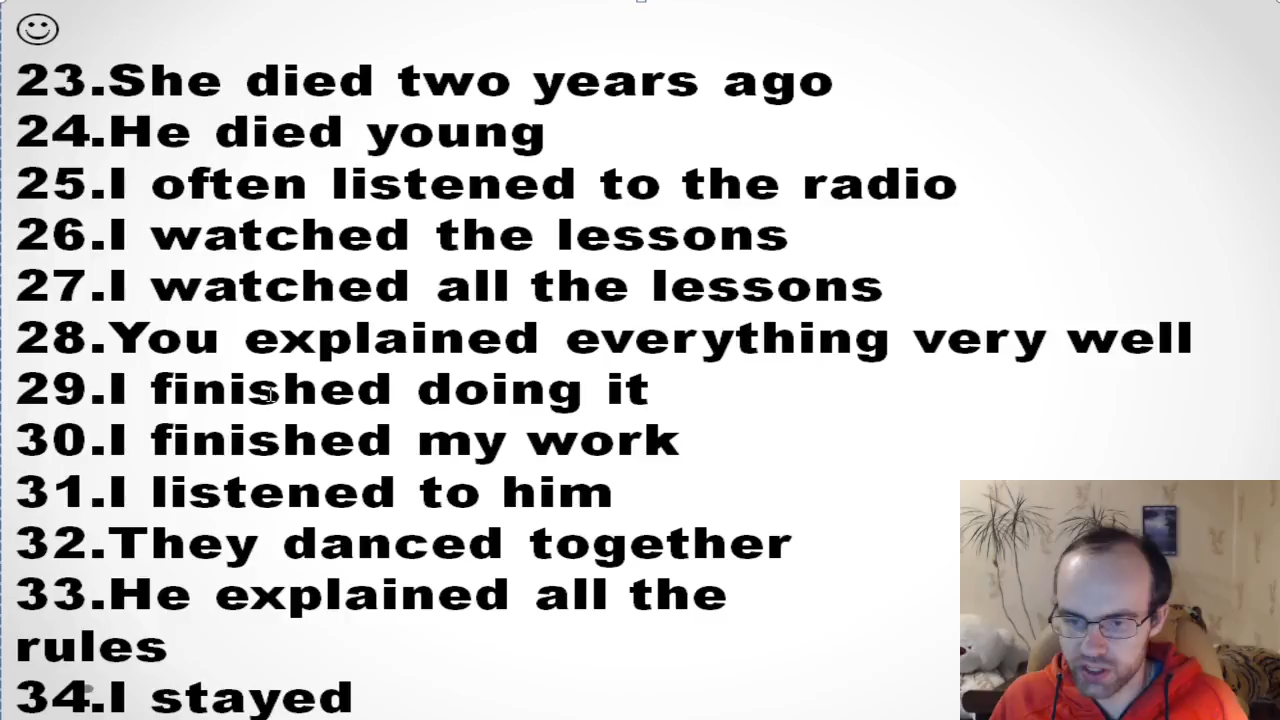 23.She died two years ago
24.He died young
25.I often listened to the radio
26.I watched the lessons
27.I watched all the lessons
28.You explained everything very well
29.I finished doing it
30.I finished my work
31.I listened to him
32.They danced together
33.He explained all the
rules
34.I stayed